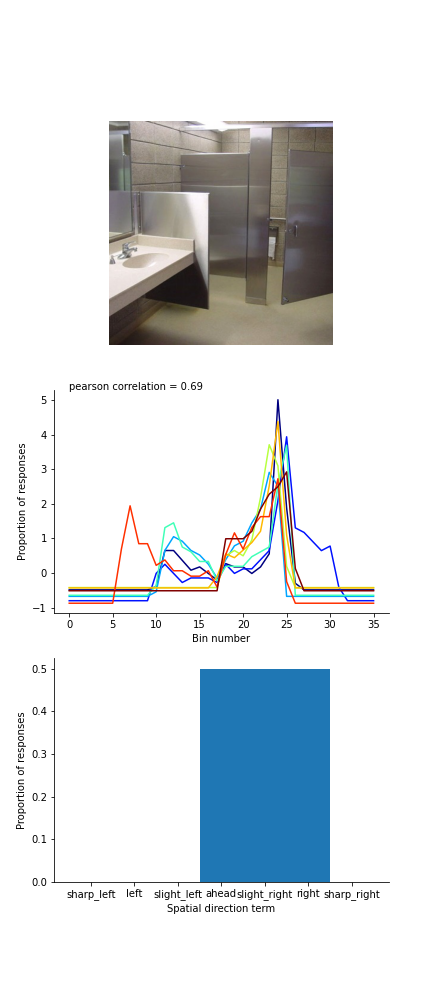 pearson correlation = 0.69
5
4
3
2
1
0
−1
Proportion of responses
0 5 10 15 20 25 30 35
Bin number
0.5
0.4
0.3
0.2
0.1
0.0
Proportion of responses
sharp_left left slight_left ahead slight_right right sharp_right
Spatial direction term